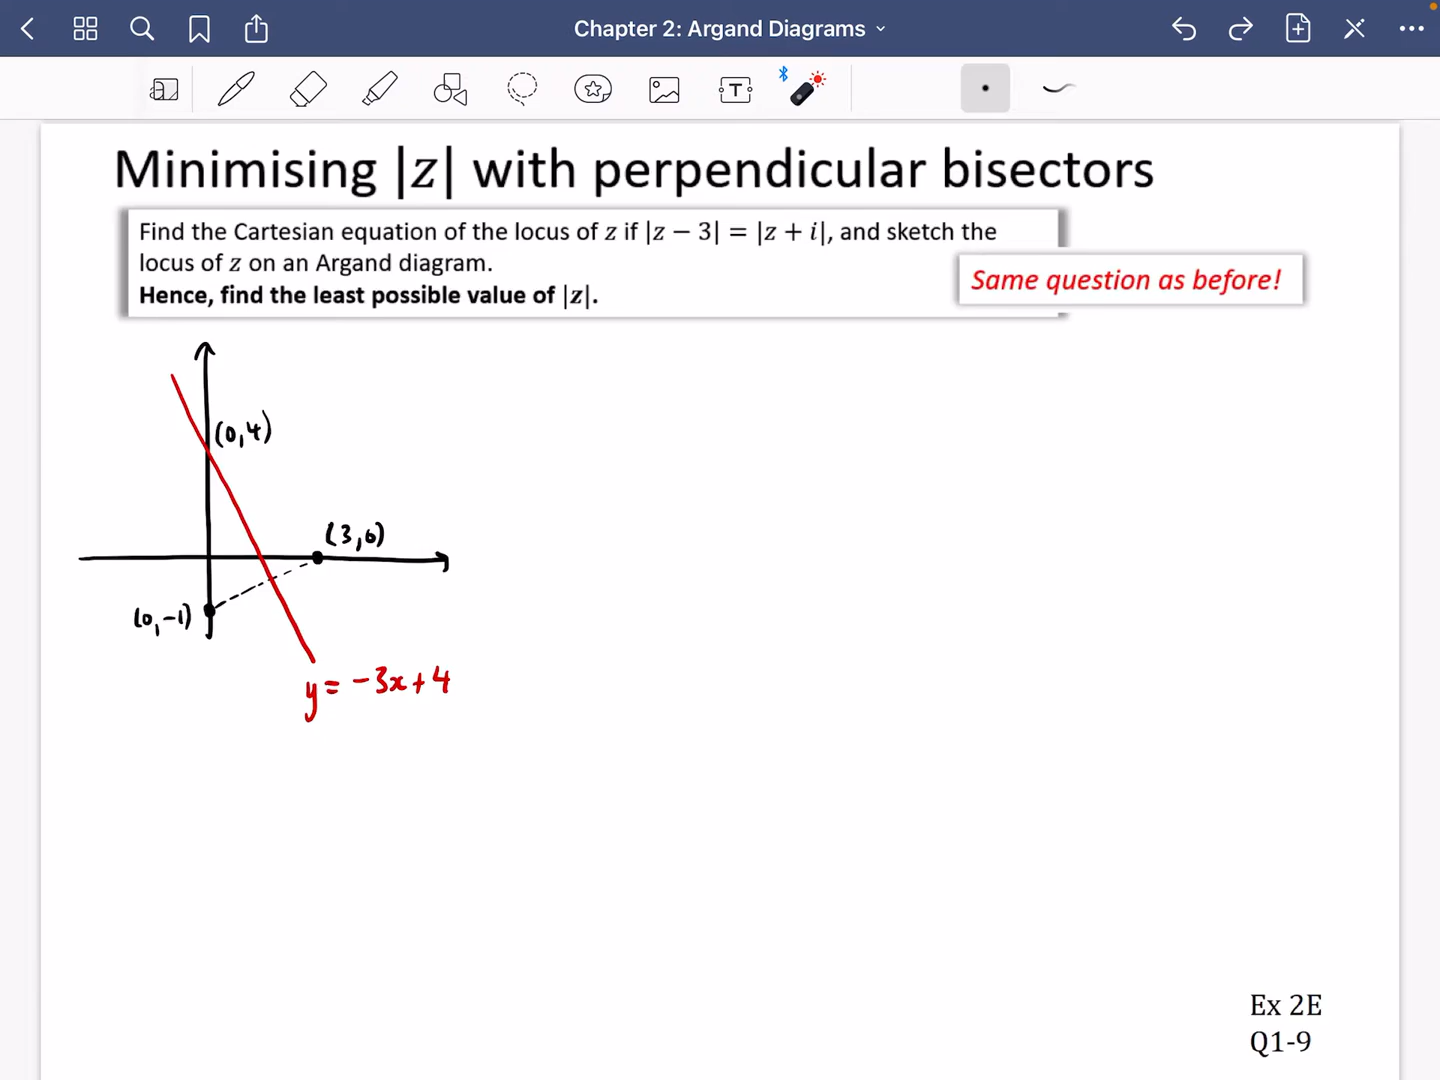 Chapter 2: Argand Diagrams
Minimising |z| with perpendicular bisectors
Find the Cartesian equation of the locus of z if |z − 3| = |z + i|, and sketch the
locus of z on an Argand diagram.
Hence, find the least possible value of |z|.
Same question as before!
(0,4)
(3,0)
(0,-1)
y = -3x + 4
Ex 2E
Q1-9